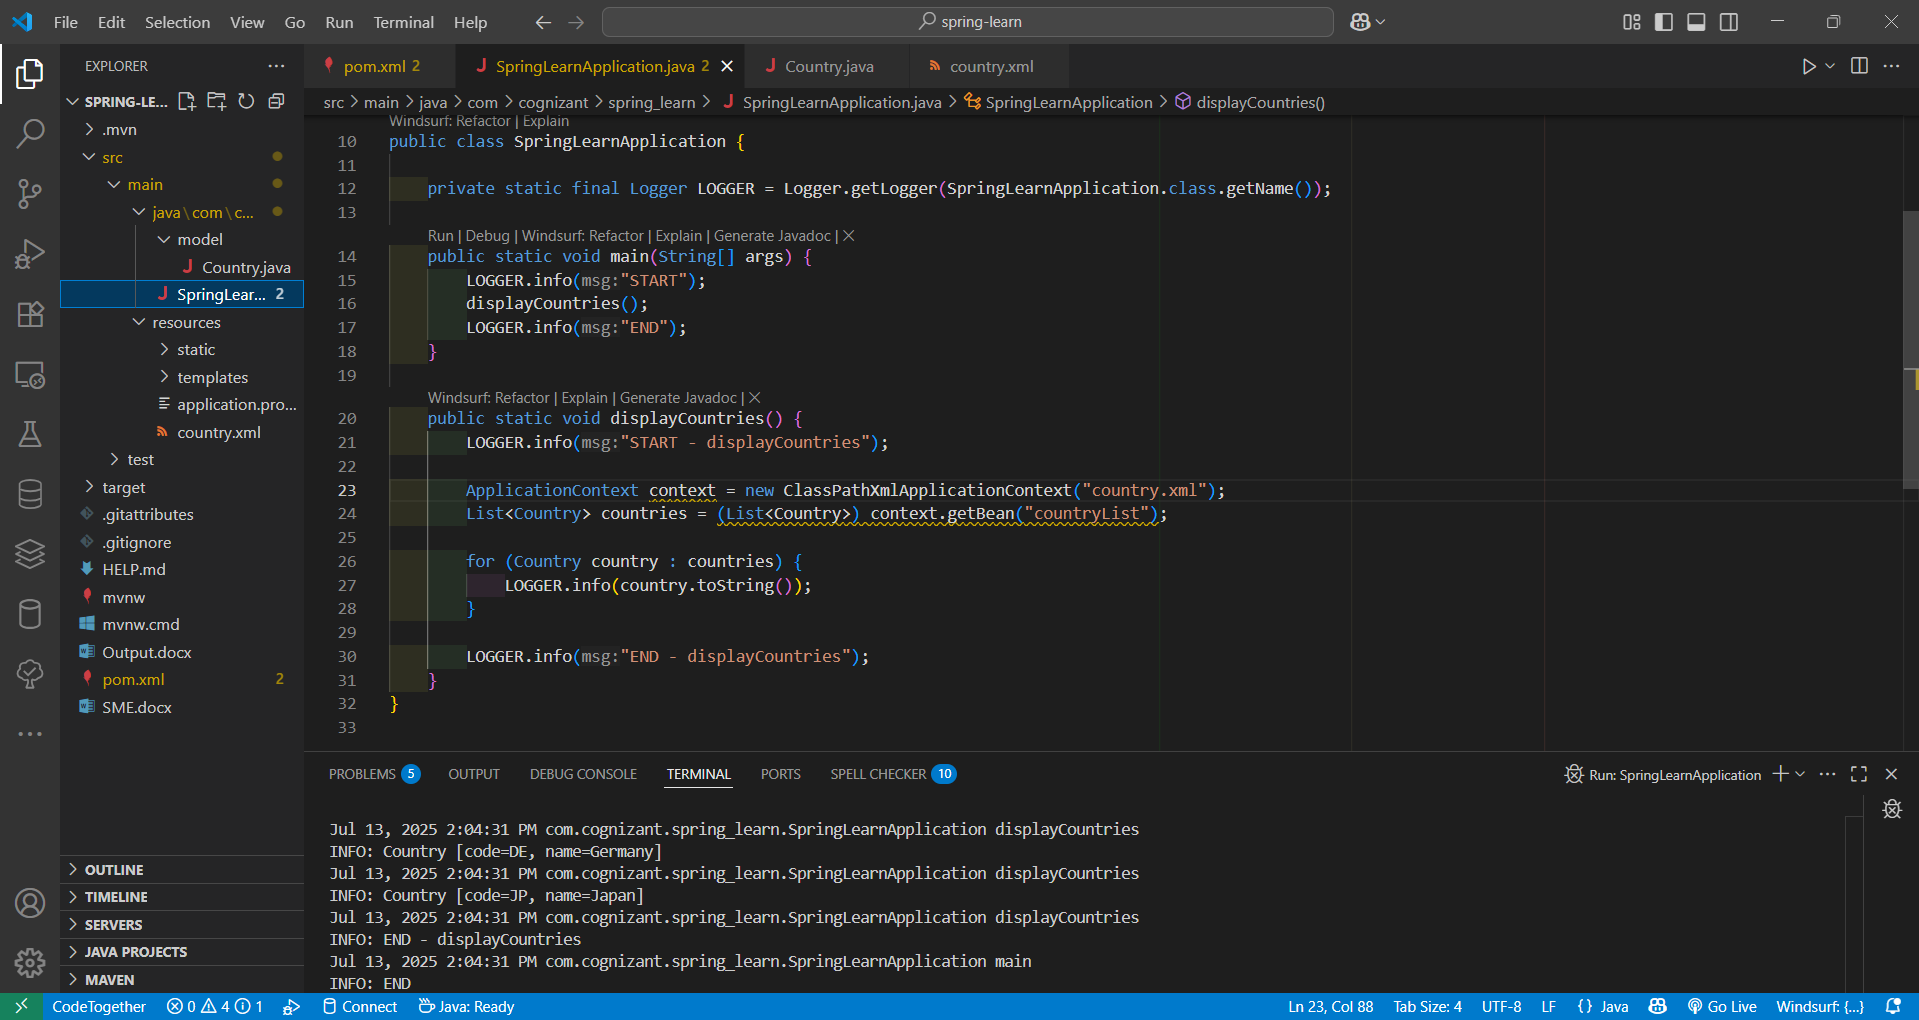 File Edit Selection View Go Run Terminal Help
spring-learn
EXPLORER
SPRING-LE...
.mvn
src
main
java\com\c...
model
Country.java
SpringLear... 2
resources
static
templates
application.pro...
country.xml
test
target
.gitattributes
.gitignore
HELP.md
mvnw
mvnw.cmd
Output.docx
pom.xml 2
SME.docx
OUTLINE
TIMELINE
SERVERS
JAVA PROJECTS
MAVEN
pom.xml 2
SpringLearnApplication.java 2
Country.java
country.xml
src > main > java > com > cognizant > spring_learn > SpringLearnApplication.java > SpringLearnApplication > displayCountries()
Windsurf: Refactor | Explain
10 public class SpringLearnApplication {
11
12 private static final Logger LOGGER = Logger.getLogger(SpringLearnApplication.class.getName());
13
Run | Debug | Windsurf: Refactor | Explain | Generate Javadoc | X
14 public static void main(String[] args) {
15 LOGGER.info(msg:"START");
16 displayCountries();
17 LOGGER.info(msg:"END");
18 }
19
Windsurf: Refactor | Explain | Generate Javadoc | X
20 public static void displayCountries() {
21 LOGGER.info(msg:"START - displayCountries");
22
23 ApplicationContext context = new ClassPathXmlApplicationContext("country.xml");
24 List<Country> countries = (List<Country>) context.getBean("countryList");
25
26 for (Country country : countries) {
27 LOGGER.info(country.toString());
28 }
29
30 LOGGER.info(msg:"END - displayCountries");
31 }
32 }
33
PROBLEMS 5 OUTPUT DEBUG CONSOLE TERMINAL PORTS SPELL CHECKER 10
Run: SpringLearnApplication
Jul 13, 2025 2:04:31 PM com.cognizant.spring_learn.SpringLearnApplication displayCountries
INFO: Country [code=DE, name=Germany]
Jul 13, 2025 2:04:31 PM com.cognizant.spring_learn.SpringLearnApplication displayCountries
INFO: Country [code=JP, name=Japan]
Jul 13, 2025 2:04:31 PM com.cognizant.spring_learn.SpringLearnApplication displayCountries
INFO: END - displayCountries
Jul 13, 2025 2:04:31 PM com.cognizant.spring_learn.SpringLearnApplication main
INFO: END
CodeTogether 0 4 1 Connect Java: Ready Ln 23, Col 88 Tab Size: 4 UTF-8 LF {} Java Go Live Windsurf: {...}